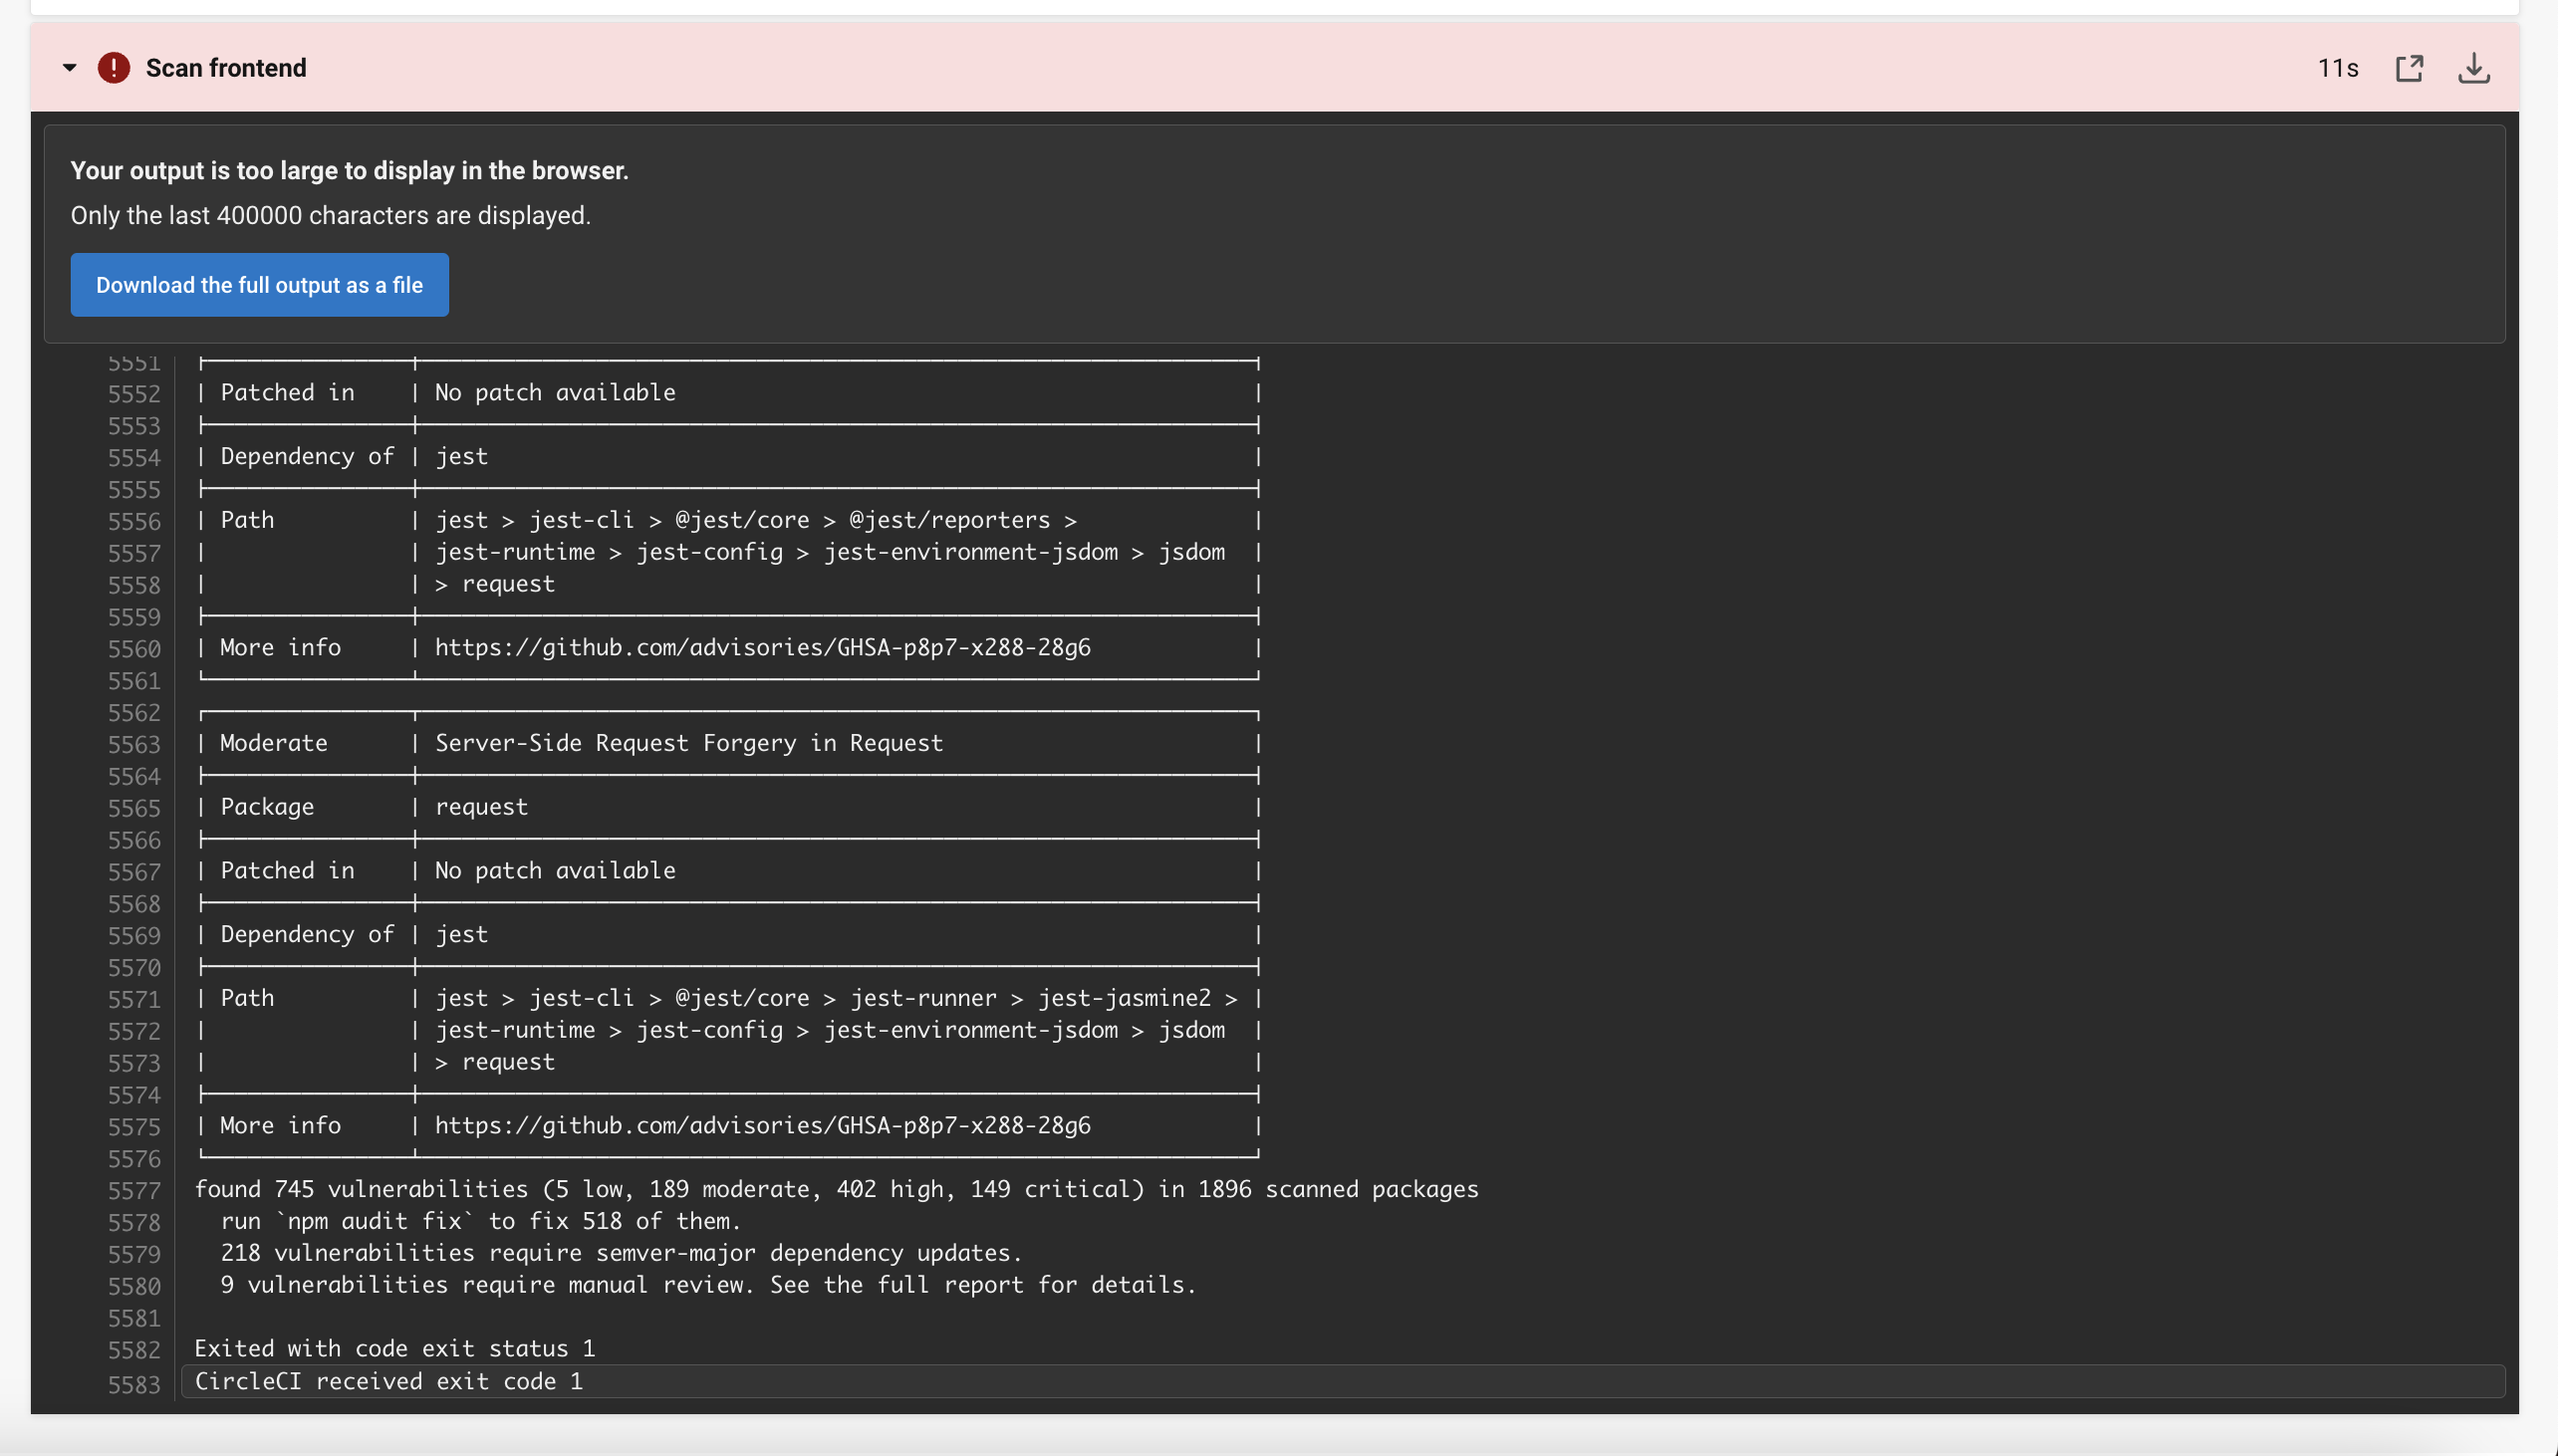 Scan frontend
11s
Your output is too large to display in the browser.
Only the last 400000 characters are displayed.
Download the full output as a file
5551
5552 | Patched in | No patch available |
5553
5554 | Dependency of | jest |
5555
5556 | Path | jest > jest-cli > @jest/core > @jest/reporters > |
5557 | | jest-runtime > jest-config > jest-environment-jsdom > jsdom |
5558 | | > request |
5559
5560 | More info | https://github.com/advisories/GHSA-p8p7-x288-28g6 |
5561
5562
5563 | Moderate | Server-Side Request Forgery in Request |
5564
5565 | Package | request |
5566
5567 | Patched in | No patch available |
5568
5569 | Dependency of | jest |
5570
5571 | Path | jest > jest-cli > @jest/core > jest-runner > jest-jasmine2 > |
5572 | | jest-runtime > jest-config > jest-environment-jsdom > jsdom |
5573 | | > request |
5574
5575 | More info | https://github.com/advisories/GHSA-p8p7-x288-28g6 |
5576
5577 found 745 vulnerabilities (5 low, 189 moderate, 402 high, 149 critical) in 1896 scanned packages
5578 run `npm audit fix` to fix 518 of them.
5579 218 vulnerabilities require semver-major dependency updates.
5580 9 vulnerabilities require manual review. See the full report for details.
5581
5582 Exited with code exit status 1
5583 CircleCI received exit code 1